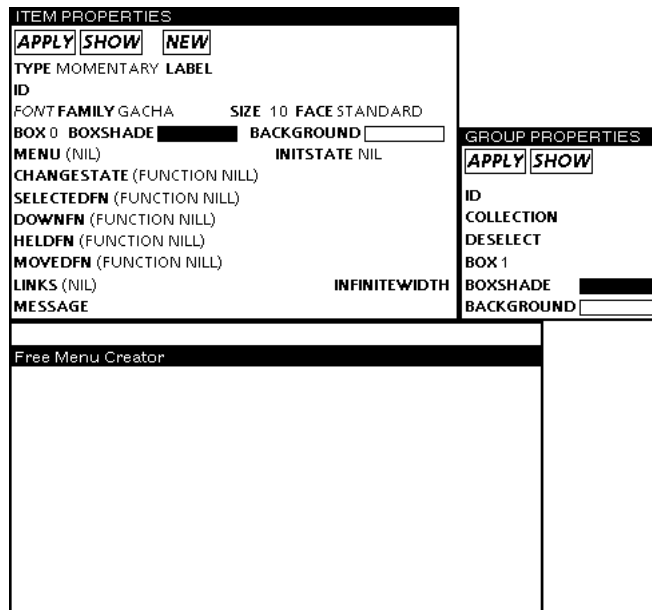 ITEM PROPERTIES
APPLY SHOW NEW
TYPE MOMENTARY LABEL
ID
FONT FAMILY GACHA SIZE 10 FACE STANDARD
BOX 0 BOXSHADE BACKGROUND
MENU (NIL) INITSTATE NIL
CHANGESTATE (FUNCTION NILL)
SELECTEDFN (FUNCTION NILL)
DOWNFN (FUNCTION NILL)
HELDFN (FUNCTION NILL)
MOVEDFN (FUNCTION NILL)
LINKS (NIL) INFINITEWIDTH
MESSAGE
GROUP PROPERTIES
APPLY SHOW
ID
COLLECTION
DESELECT
BOX 1
BOXSHADE
BACKGROUND
Free Menu Creator